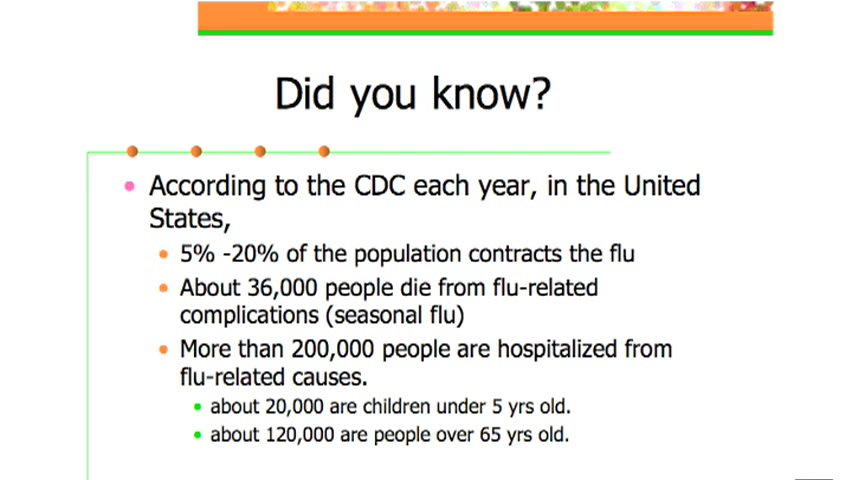 Did you know?
According to the CDC each year, in the United
States,
5% -20% of the population contracts the flu
About 36,000 people die from flu-related
complications (seasonal flu)
More than 200,000 people are hospitalized from
flu-related causes.
about 20,000 are children under 5 yrs old.
about 120,000 are people over 65 yrs old.